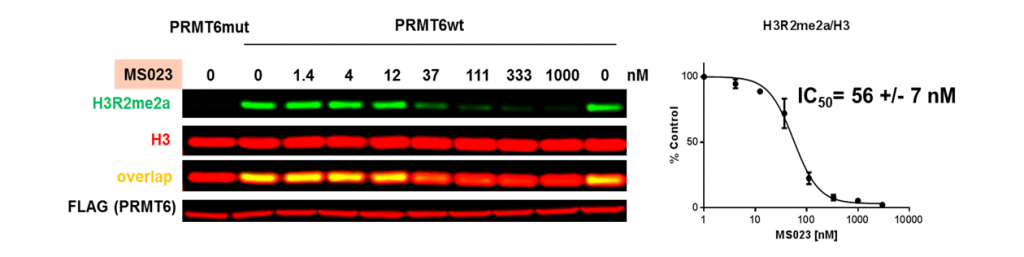 PRMT6mut PRMT6wt
MS023 0 0 1.4 4 12 37 111 333 1000 0 nM
H3R2me2a
H3
overlap
FLAG (PRMT6)
H3R2me2a/H3
100
50
0
% Control
IC50= 56 +/- 7 nM
1 10 100 1000 10000
MS023 [nM]